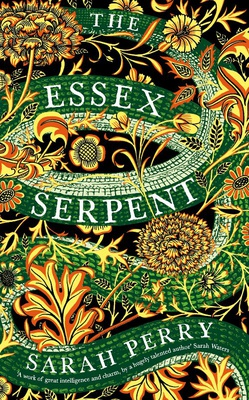 THE
ESSEX
SERPENT
SARAH PERRY
'A work of great intelligence and charm, by a hugely talented author' Sarah Waters